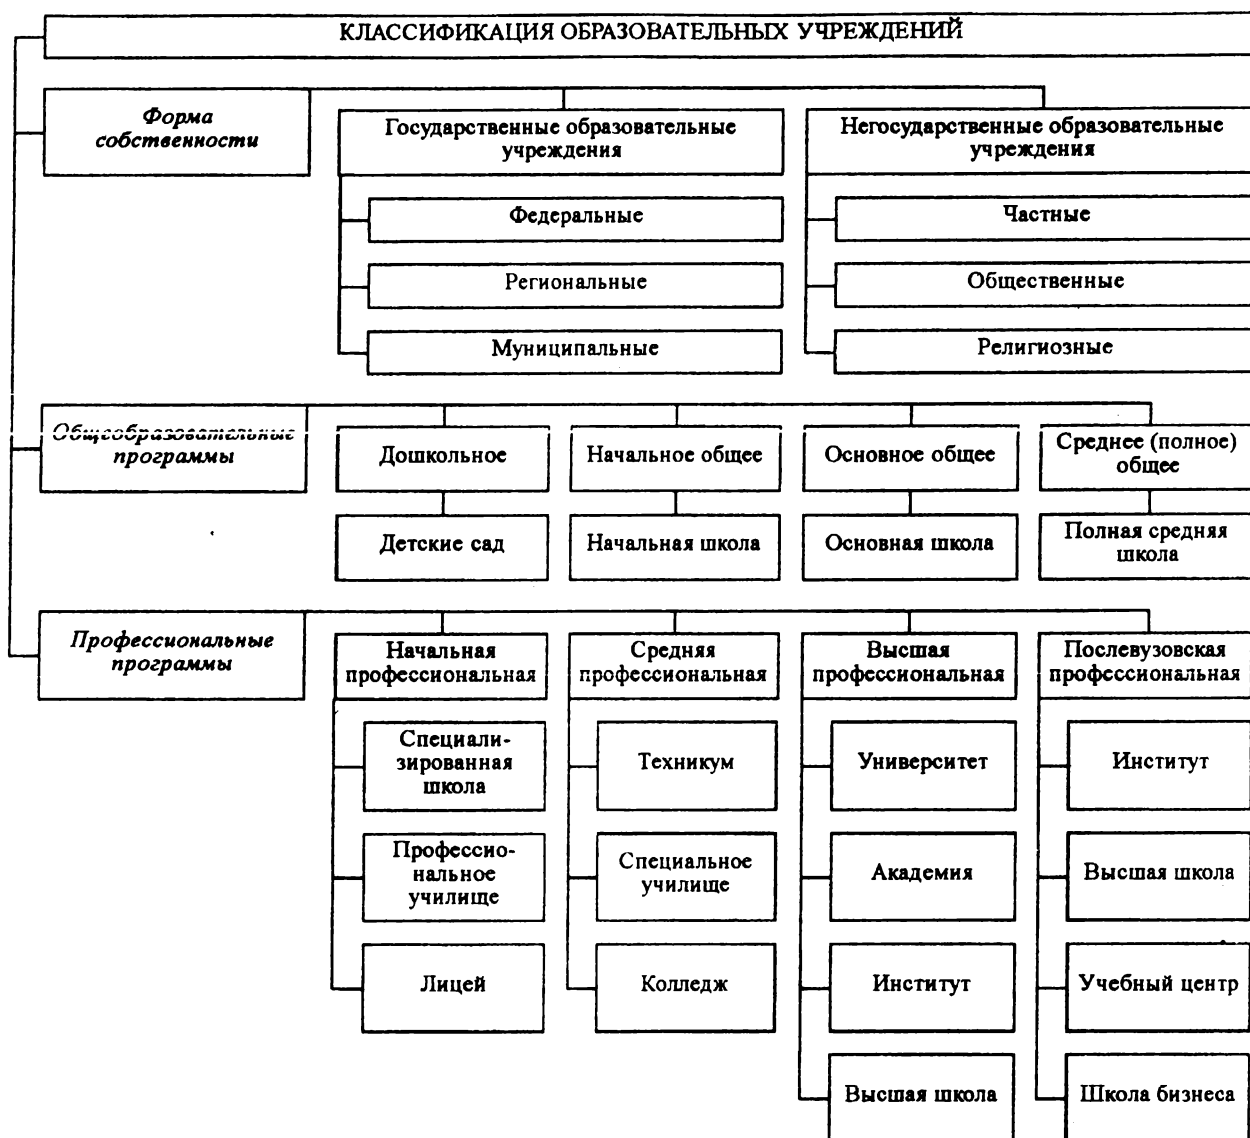 КЛАССИФИКАЦИЯ ОБРАЗОВАТЕЛЬНЫХ УЧРЕЖДЕНИЙ
Форма
собственности
Государственные образовательные
учреждения
Негосударственные образовательные
учреждения
Федеральные
Частные
Региональные
Общественные
Муниципальные
Религиозные
Общеобразовательные
программы
Дошкольное
Начальное общее
Основное общее
Среднее (полное)
общее
Детские сад
Начальная школа
Основная школа
Полная средняя
школа
Профессиональные
программы
Начальная
профессиональная
Средняя
профессиональная
Высшая
профессиональная
Послевузовская
профессиональная
Специали-
зированная
школа
Техникум
Университет
Институт
Профессио-
нальное
училище
Специальное
училище
Академия
Высшая школа
Лицей
Колледж
Институт
Учебный центр
Высшая школа
Школа бизнеса